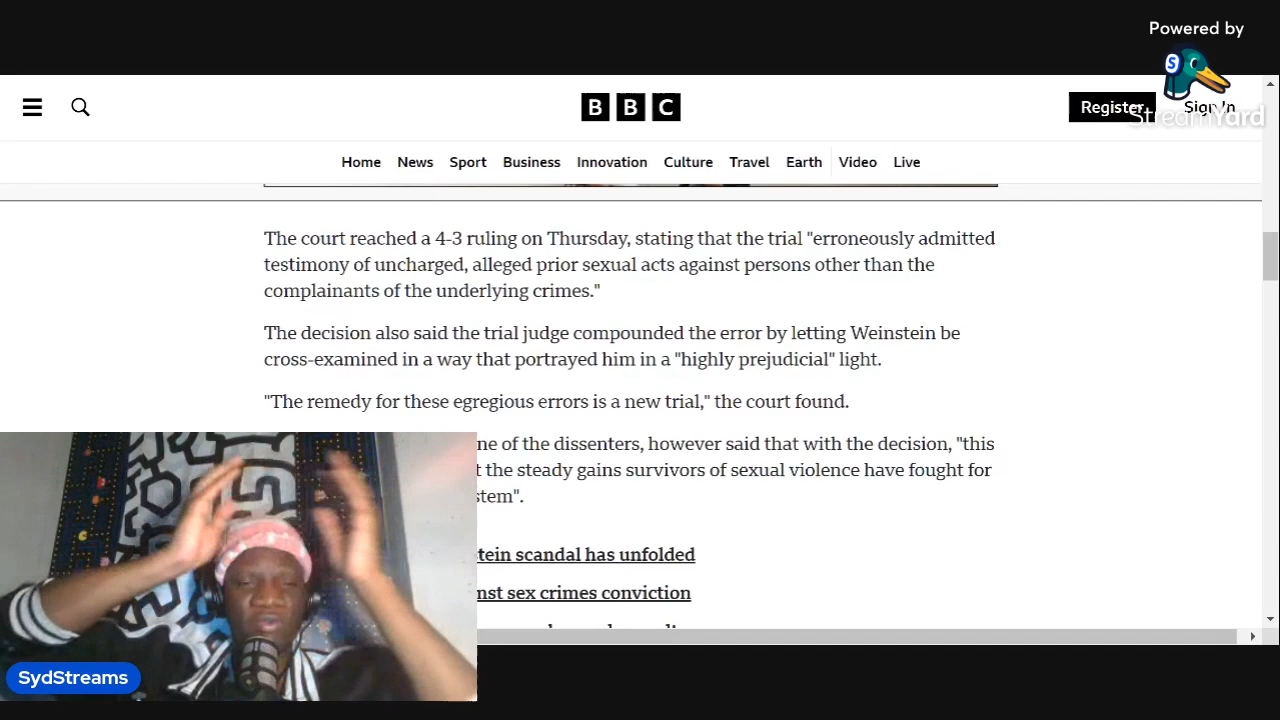 Powered by
S
StreamYard
BBC
Register
Sign In
Home News Sport Business Innovation Culture Travel Earth Video Live
The court reached a 4-3 ruling on Thursday, stating that the trial "erroneously admitted
testimony of uncharged, alleged prior sexual acts against persons other than the
complainants of the underlying crimes."
The decision also said the trial judge compounded the error by letting Weinstein be
cross-examined in a way that portrayed him in a "highly prejudicial" light.
"The remedy for these egregious errors is a new trial," the court found.
ne of the dissenters, however said that with the decision, "this
t the steady gains survivors of sexual violence have fought for
stem".
tein scandal has unfolded
nst sex crimes conviction
SydStreams